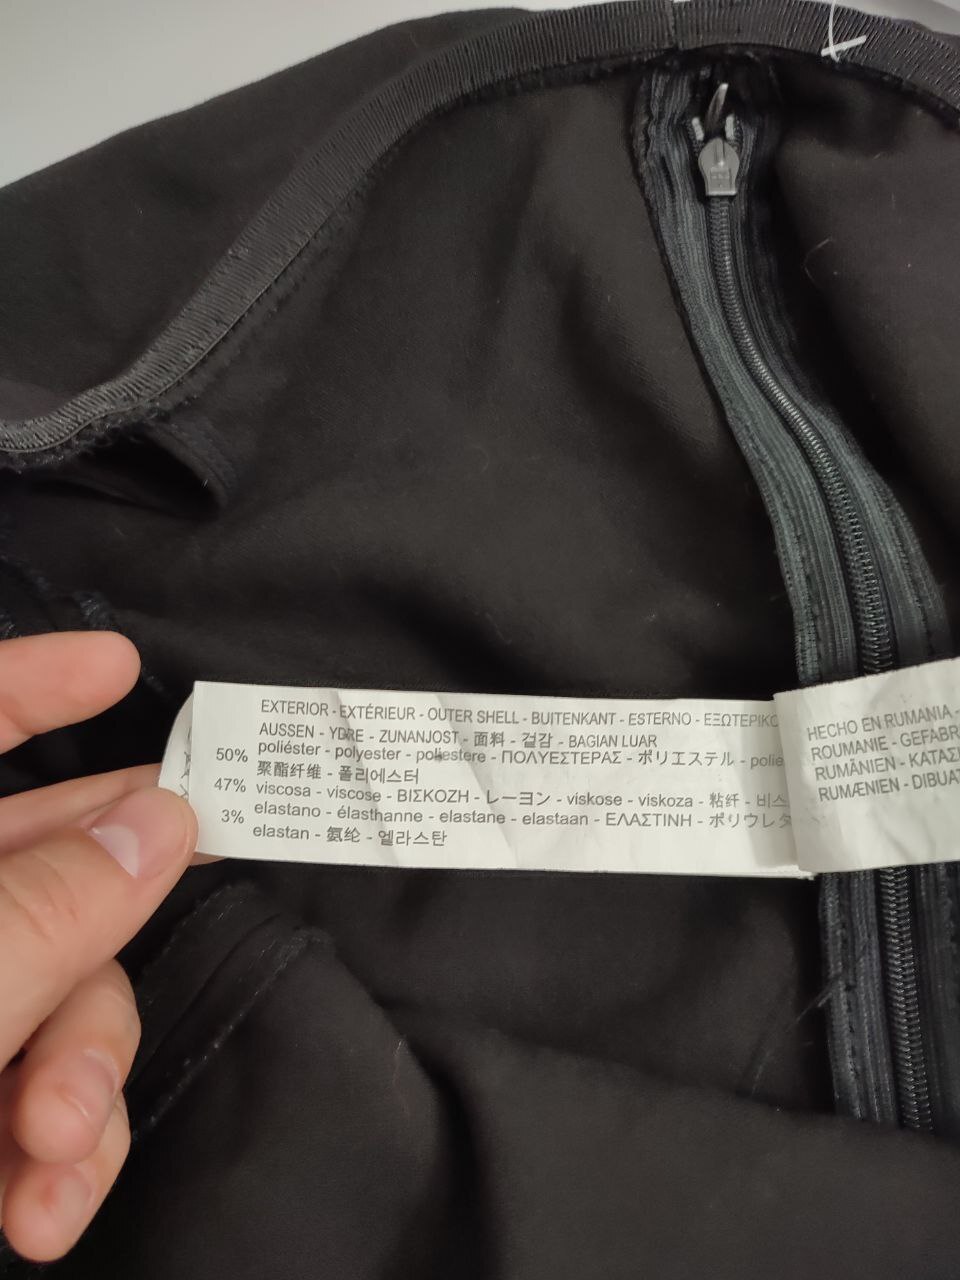 EXTERIOR - EXTÉRIEUR - OUTER SHELL - BUITENKANT - ESTERNO - ΕΞΩΤΕΡΙΚΟ
AUSSEN - YDRE - ZUNANJOST - 面料 - 겉감 - BAGIAN LUAR
50% poliéster - polyester - poliestere - ΠΟΛΥΕΣΤΕΡΑΣ - ポリエステル - polie
聚酯纤维 - 폴리에스터
47% viscosa - viscose - ΒΙΣΚΟΖΗ - レーヨン - viskose - viskoza - 粘纤 - 비스
3% elastano - élasthanne - elastane - elastaan - ΕΛΑΣΤΙΝΗ - ポリウレタ
elastan - 氨纶 - 엘라스탄
HECHO EN RUMANIA -
ROUMANIE - GEFABR
RUMÄNIEN - KATAΣ
RUMÆNIEN - DIBUAT